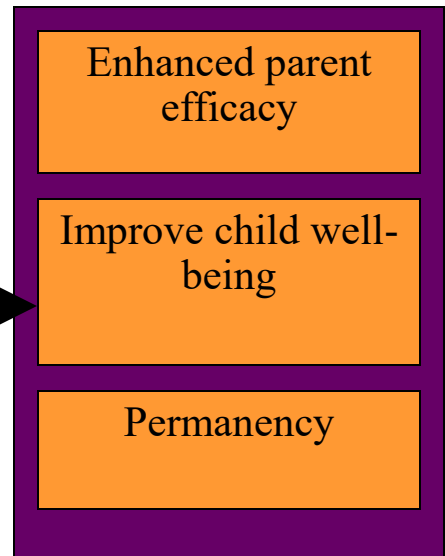 Enhanced parent
efficacy
Improve child well-
being
Permanency